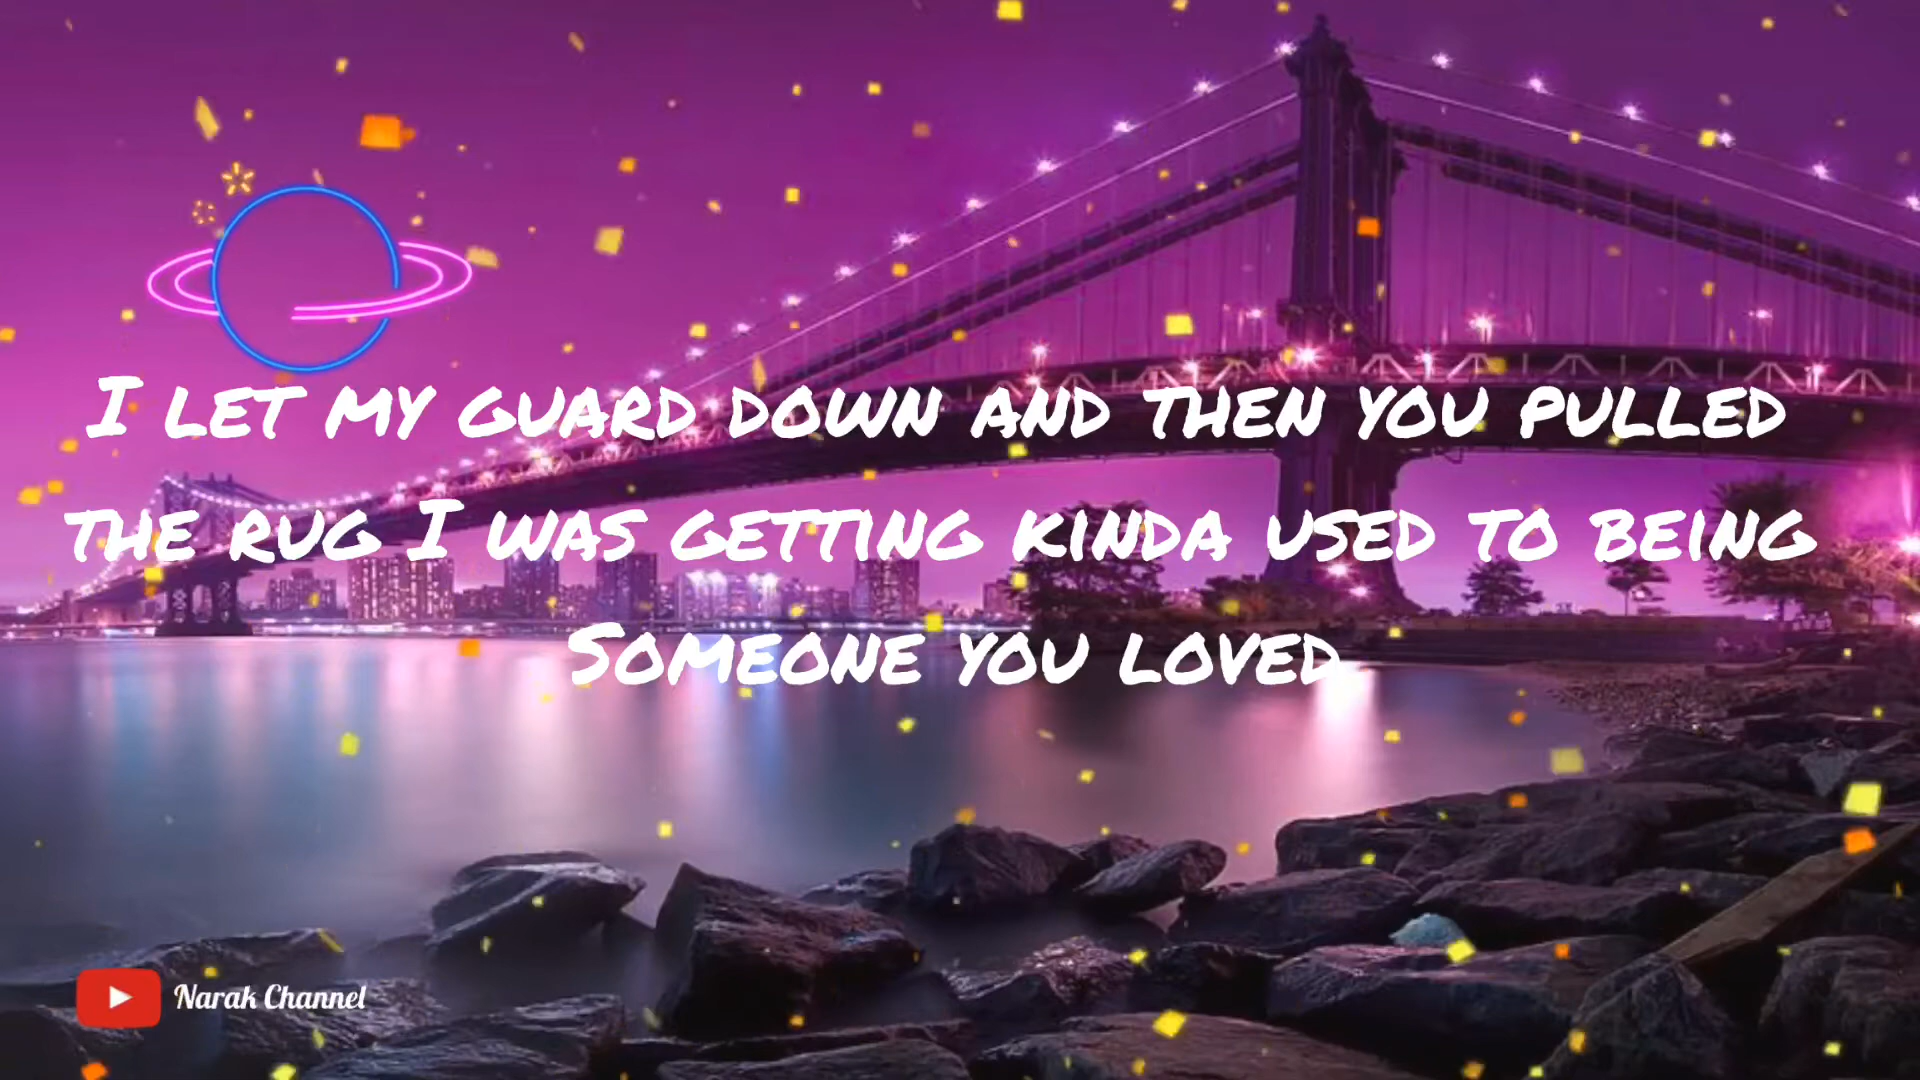 I let my guard down and then you pulled
the rug I was getting kinda used to being
Someone you loved
Narak Channel